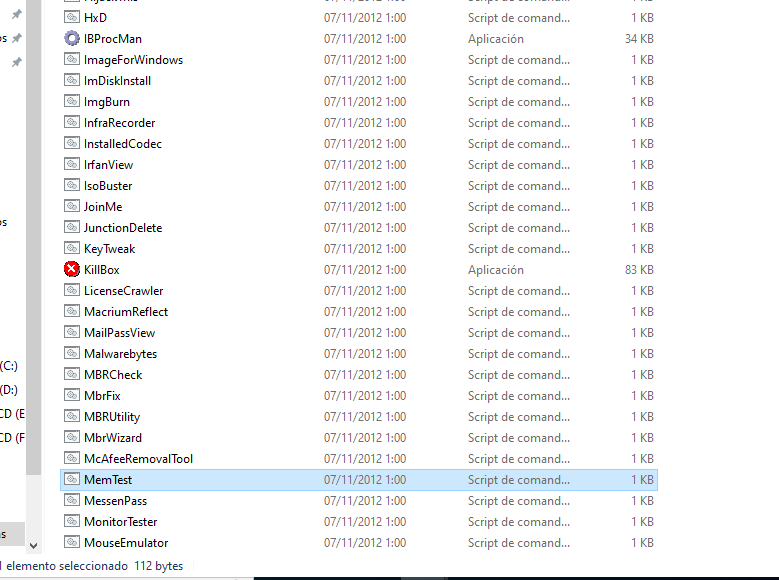 HxD 07/11/2012 1:00 Script de comand... 1 KB
IBProcMan 07/11/2012 1:00 Aplicación 34 KB
ImageForWindows 07/11/2012 1:00 Script de comand... 1 KB
ImDiskInstall 07/11/2012 1:00 Script de comand... 1 KB
ImgBurn 07/11/2012 1:00 Script de comand... 1 KB
InfraRecorder 07/11/2012 1:00 Script de comand... 1 KB
InstalledCodec 07/11/2012 1:00 Script de comand... 1 KB
IrfanView 07/11/2012 1:00 Script de comand... 1 KB
IsoBuster 07/11/2012 1:00 Script de comand... 1 KB
os
JoinMe 07/11/2012 1:00 Script de comand... 1 KB
JunctionDelete 07/11/2012 1:00 Script de comand... 1 KB
KeyTweak 07/11/2012 1:00 Script de comand... 1 KB
KillBox 07/11/2012 1:00 Aplicación 83 KB
LicenseCrawler 07/11/2012 1:00 Script de comand... 1 KB
MacriumReflect 07/11/2012 1:00 Script de comand... 1 KB
MailPassView 07/11/2012 1:00 Script de comand... 1 KB
Malwarebytes 07/11/2012 1:00 Script de comand... 1 KB
(C:)
MBRCheck 07/11/2012 1:00 Script de comand... 1 KB
(D:)
MbrFix 07/11/2012 1:00 Script de comand... 1 KB
CD (E
MBRUtility 07/11/2012 1:00 Script de comand... 1 KB
CD (F
MbrWizard 07/11/2012 1:00 Script de comand... 1 KB
McAfeeRemovalTool 07/11/2012 1:00 Script de comand... 1 KB
MemTest 07/11/2012 1:00 Script de comand... 1 KB
MessenPass 07/11/2012 1:00 Script de comand... 1 KB
MonitorTester 07/11/2012 1:00 Script de comand... 1 KB
MouseEmulator 07/11/2012 1:00 Script de comand... 1 KB
1 elemento seleccionado 112 bytes